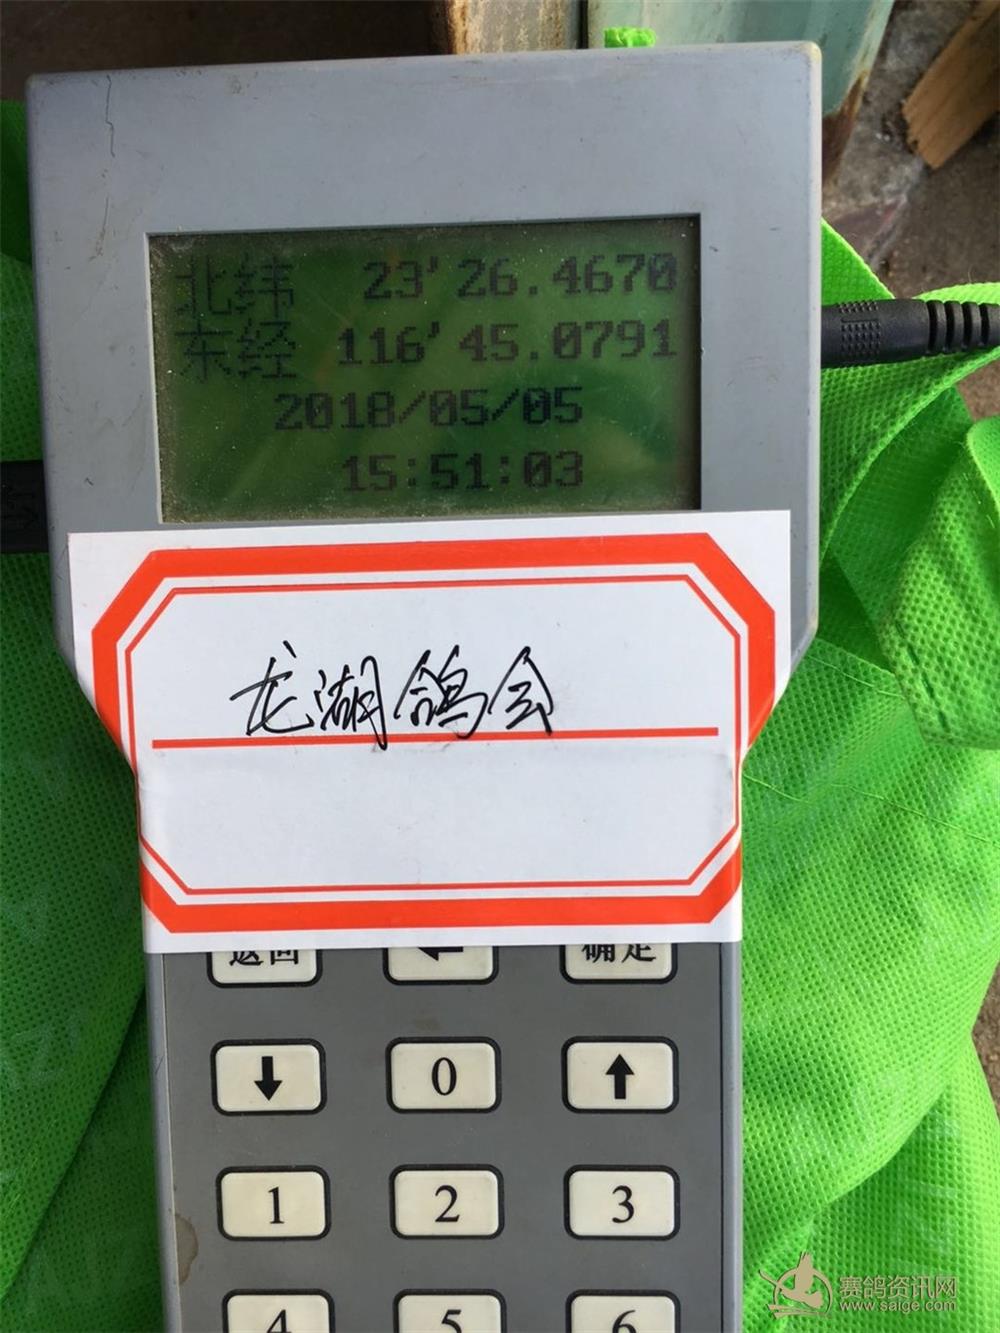 北纬 23'26.4670
东经 116'45.0791
2018/05/05
15:51:03
龙湖鸽会
返回 ← 确定
↓ 0 ↑
1 2 3
4 5 6
赛鸽资讯网
www.saige.com